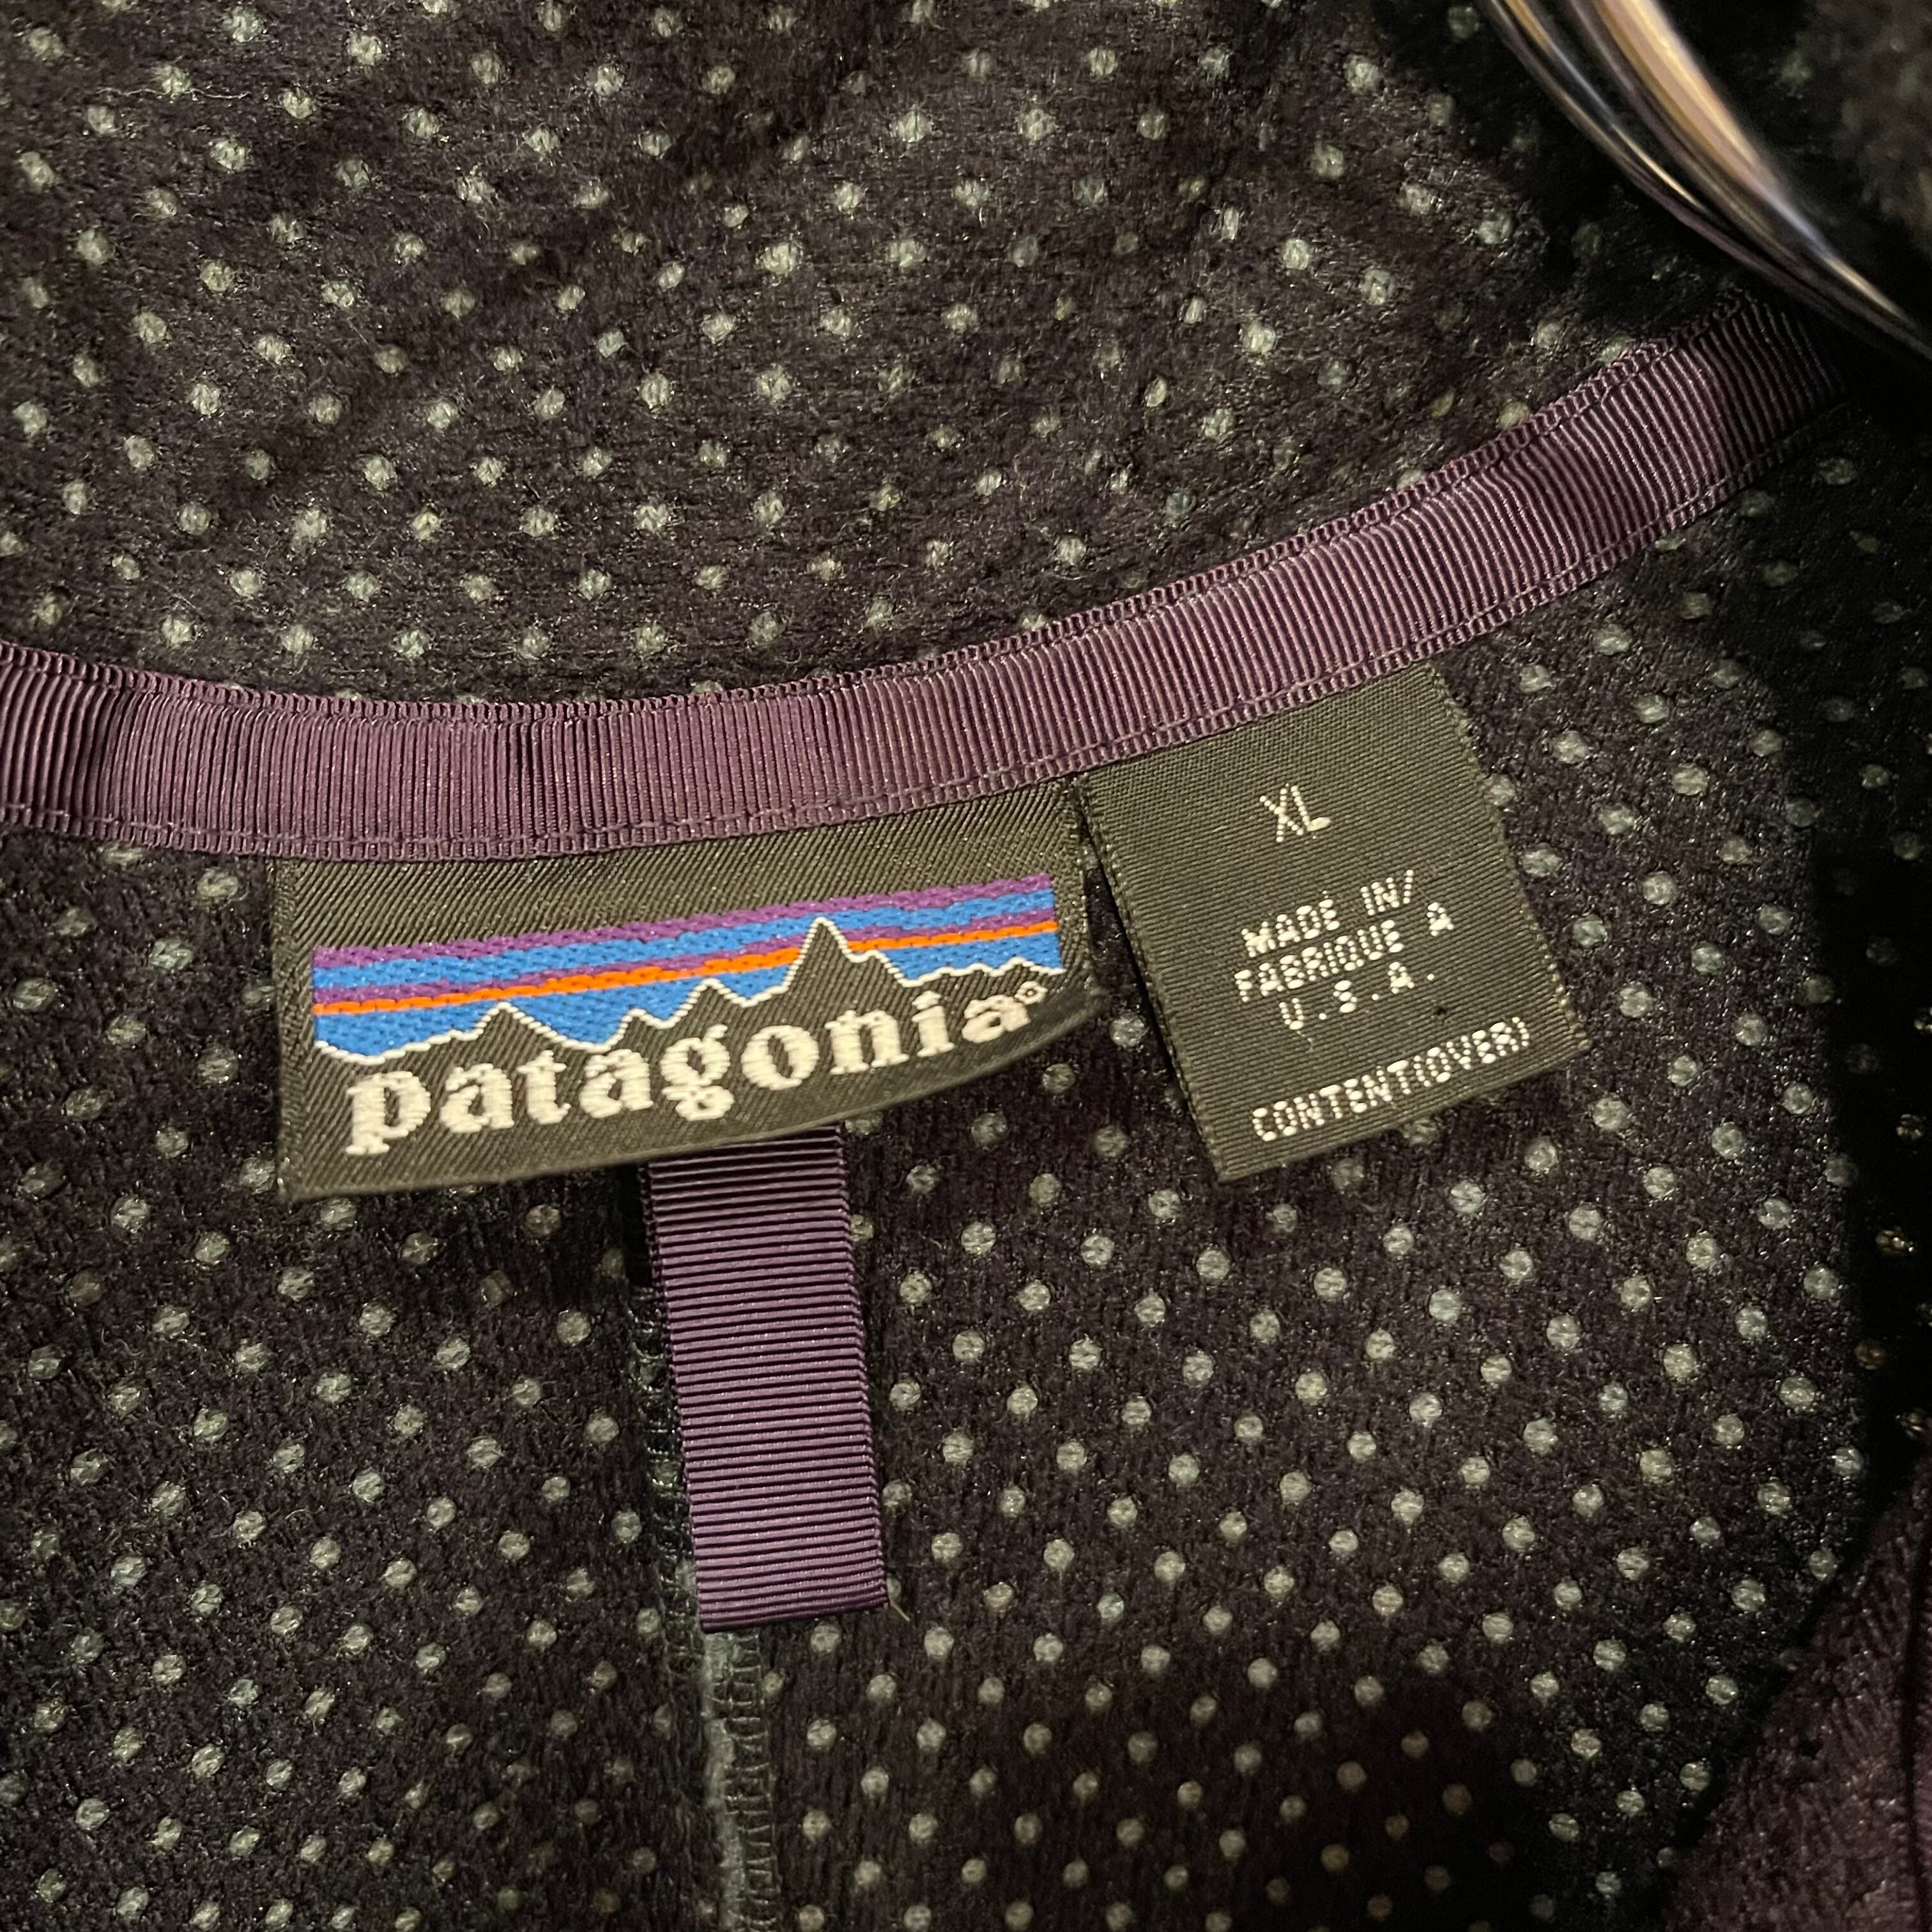 patagonia®
XL
MADE IN/
FABRIQUE A
U.S.A.
CONTENT(OVER)